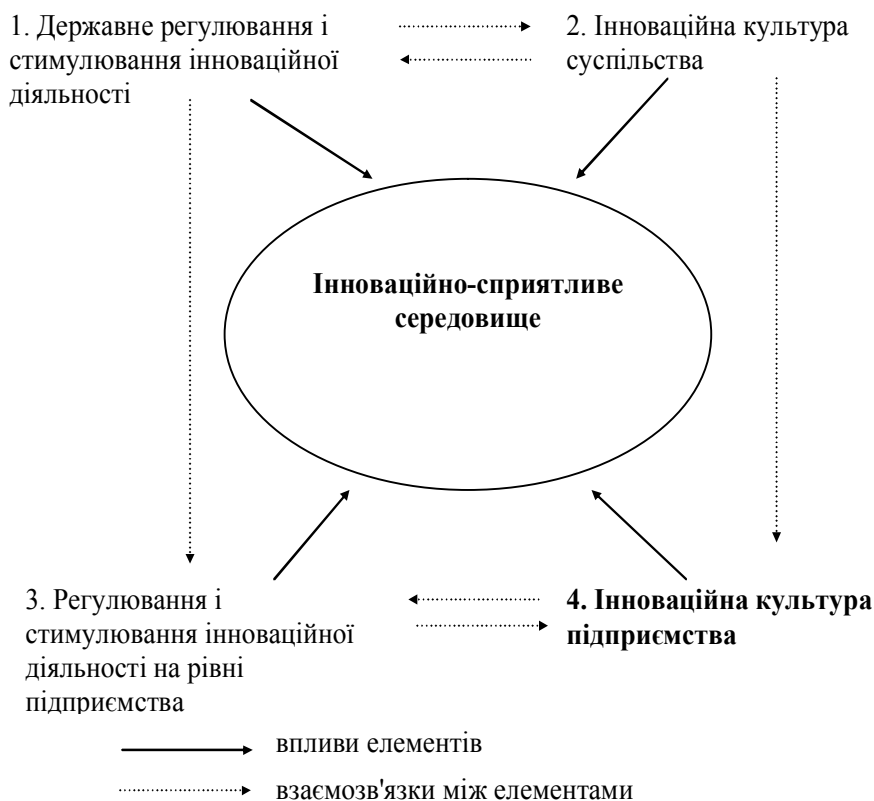 1. Державне регулювання і
стимулювання інноваційної
діяльності
2. Інноваційна культура
суспільства
Інноваційно-сприятливе
середовище
3. Регулювання і
стимулювання інноваційної
діяльності на рівні
підприємства
4. Інноваційна культура
підприємства
впливи елементів
взаємозв'язки між елементами